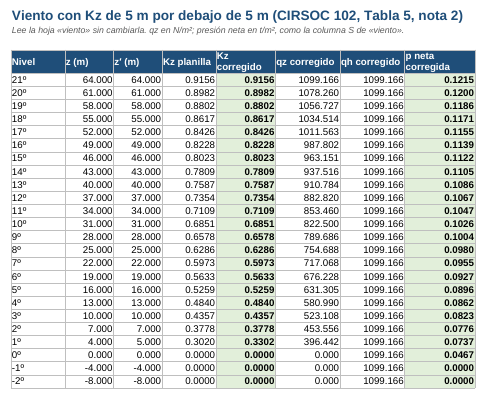 Viento con Kz de 5 m por debajo de 5 m (CIRSOC 102, Tabla 5, nota 2)
Lee la hoja «viento» sin cambiarla. qz en N/m²; presión neta en t/m², como la columna S de «viento».
Nivel z (m) z' (m) Kz planilla Kz corregido qz corregido qh corregido p neta corregida
21º 64.000 64.000 0.9156 0.9156 1099.166 1099.166 0.1215
20º 61.000 61.000 0.8982 0.8982 1078.260 1099.166 0.1200
19º 58.000 58.000 0.8802 0.8802 1056.727 1099.166 0.1186
18º 55.000 55.000 0.8617 0.8617 1034.514 1099.166 0.1171
17º 52.000 52.000 0.8426 0.8426 1011.563 1099.166 0.1155
16º 49.000 49.000 0.8228 0.8228 987.802 1099.166 0.1139
15º 46.000 46.000 0.8023 0.8023 963.151 1099.166 0.1122
14º 43.000 43.000 0.7809 0.7809 937.516 1099.166 0.1105
13º 40.000 40.000 0.7587 0.7587 910.784 1099.166 0.1086
12º 37.000 37.000 0.7354 0.7354 882.820 1099.166 0.1067
11º 34.000 34.000 0.7109 0.7109 853.460 1099.166 0.1047
10º 31.000 31.000 0.6851 0.6851 822.500 1099.166 0.1026
9º 28.000 28.000 0.6578 0.6578 789.686 1099.166 0.1004
8º 25.000 25.000 0.6286 0.6286 754.688 1099.166 0.0980
7º 22.000 22.000 0.5973 0.5973 717.068 1099.166 0.0955
6º 19.000 19.000 0.5633 0.5633 676.228 1099.166 0.0927
5º 16.000 16.000 0.5259 0.5259 631.305 1099.166 0.0896
4º 13.000 13.000 0.4840 0.4840 580.990 1099.166 0.0862
3º 10.000 10.000 0.4357 0.4357 523.108 1099.166 0.0823
2º 7.000 7.000 0.3778 0.3778 453.556 1099.166 0.0776
1º 4.000 5.000 0.3020 0.3302 396.442 1099.166 0.0737
0º 0.000 0.000 0.0000 0.0000 0.000 1099.166 0.0467
-1º -4.000 -4.000 0.0000 0.0000 0.000 1099.166 0.0000
-2º -8.000 -8.000 0.0000 0.0000 0.000 1099.166 0.0000